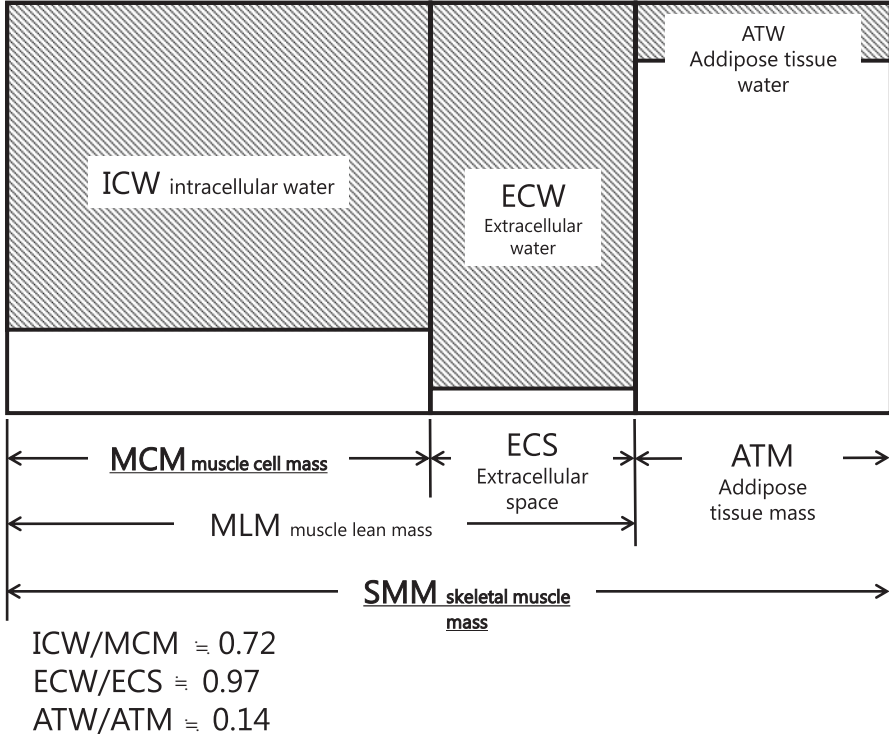 ATW
Addipose tissue
water
ICW intracellular water
ECW
Extracellular
water
MCM muscle cell mass
ECS
Extracellular
space
ATM
Addipose
tissue mass
MLM muscle lean mass
SMM skeletal muscle
mass
ICW/MCM ≒ 0.72
ECW/ECS ≒ 0.97
ATW/ATM ≒ 0.14